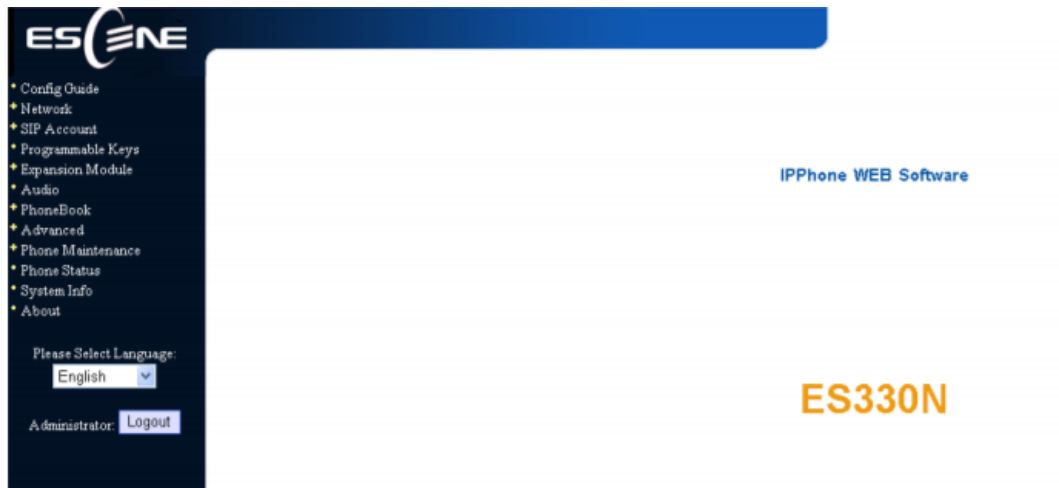 ESCENE
Config Guide
Network
SIP Account
Programmable Keys
Expansion Module
Audio
PhoneBook
Advanced
Phone Maintenance
Phone Status
System Info
About
Please Select Language:
English
Administrator: Logout
IPPhone WEB Software
ES330N